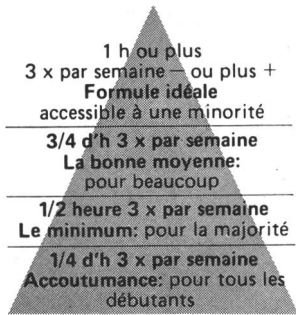 1 h ou plus
3 x par semaine – ou plus +
Formule idéale
accessible à une minorité
3/4 d'h 3 x par semaine
La bonne moyenne:
pour beaucoup
1/2 heure 3 x par semaine
Le minimum: pour la majorité
1/4 d'h 3 x par semaine
Accoutumance: pour tous les
débutants